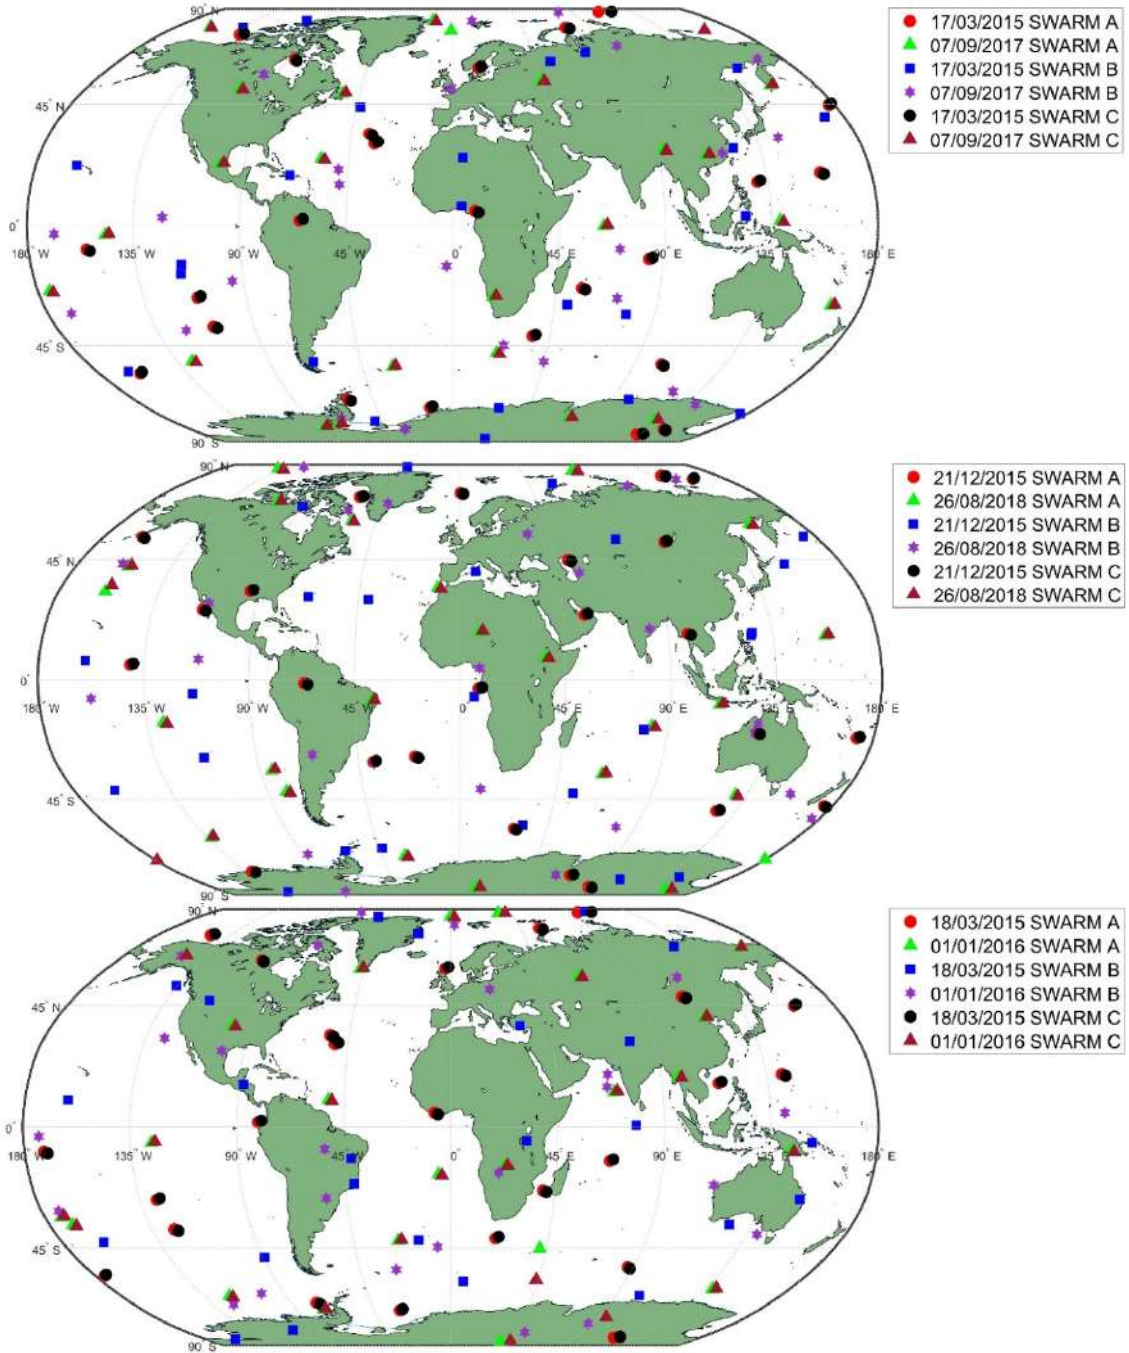 90° N
45° N
0°
180° W
135° W
90° W
45° W
0
45° E
90° E
135° E
180° E
45° S
90° S
17/03/2015 SWARM A
07/09/2017 SWARM A
17/03/2015 SWARM B
07/09/2017 SWARM B
17/03/2015 SWARM C
07/09/2017 SWARM C
90° N
45° N
0°
180° W
135° W
90° W
45° W
0
45° E
90° E
135° E
180° E
45° S
90° S
21/12/2015 SWARM A
26/08/2018 SWARM A
21/12/2015 SWARM B
26/08/2018 SWARM B
21/12/2015 SWARM C
26/08/2018 SWARM C
90° N
45° N
0°
180° W
135° W
90° W
45° W
0
45° E
90° E
135° E
180° E
45° S
90° S
18/03/2015 SWARM A
01/01/2016 SWARM A
18/03/2015 SWARM B
01/01/2016 SWARM B
18/03/2015 SWARM C
01/01/2016 SWARM C